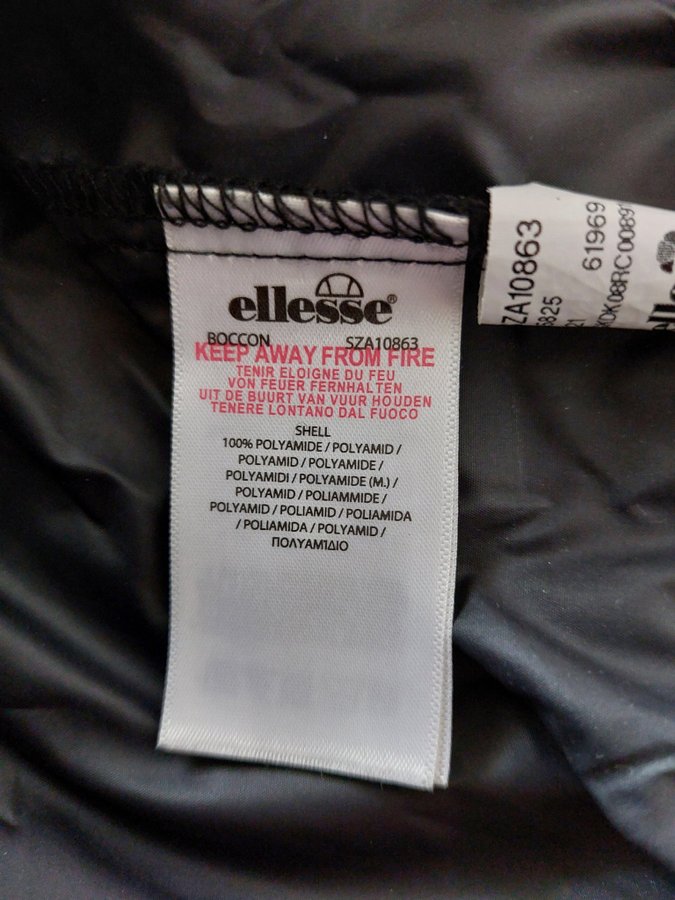 ellesse®
BOCCON SZA10863
KEEP AWAY FROM FIRE
TENIR ELOIGNE DU FEU
VON FEUER FERNHALTEN
UIT DE BUURT VAN VUUR HOUDEN
TENERE LONTANO DAL FUOCO
SHELL
100% POLYAMIDE / POLYAMID /
POLYAMID / POLYAMIDE /
POLYAMIDI / POLYAMIDE (M.) /
POLYAMID / POLIAMMIDE /
POLYAMID / POLIAMID / POLIAMIDA
/ POLIAMIDA / POLYAMID /
ΠΟΛΥΑΜΊΔΙΟ
ZA10863
61969